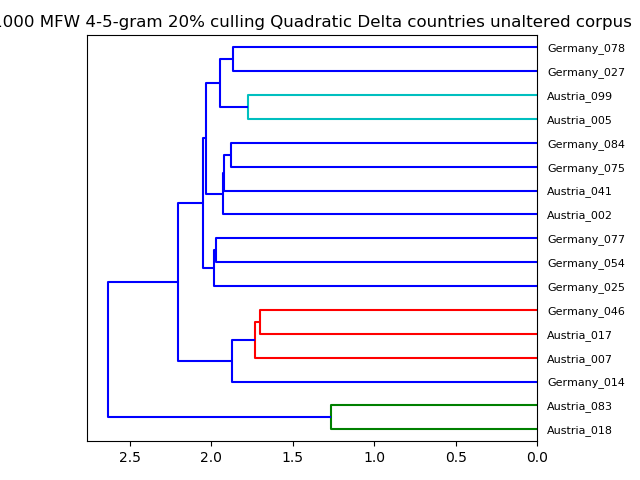 000 MFW 4-5-gram 20% culling Quadratic Delta countries unaltered corpus
Germany_078
Germany_027
Austria_099
Austria_005
Germany_084
Germany_075
Austria_041
Austria_002
Germany_077
Germany_054
Germany_025
Germany_046
Austria_017
Austria_007
Germany_014
Austria_083
Austria_018
2.5 2.0 1.5 1.0 0.5 0.0